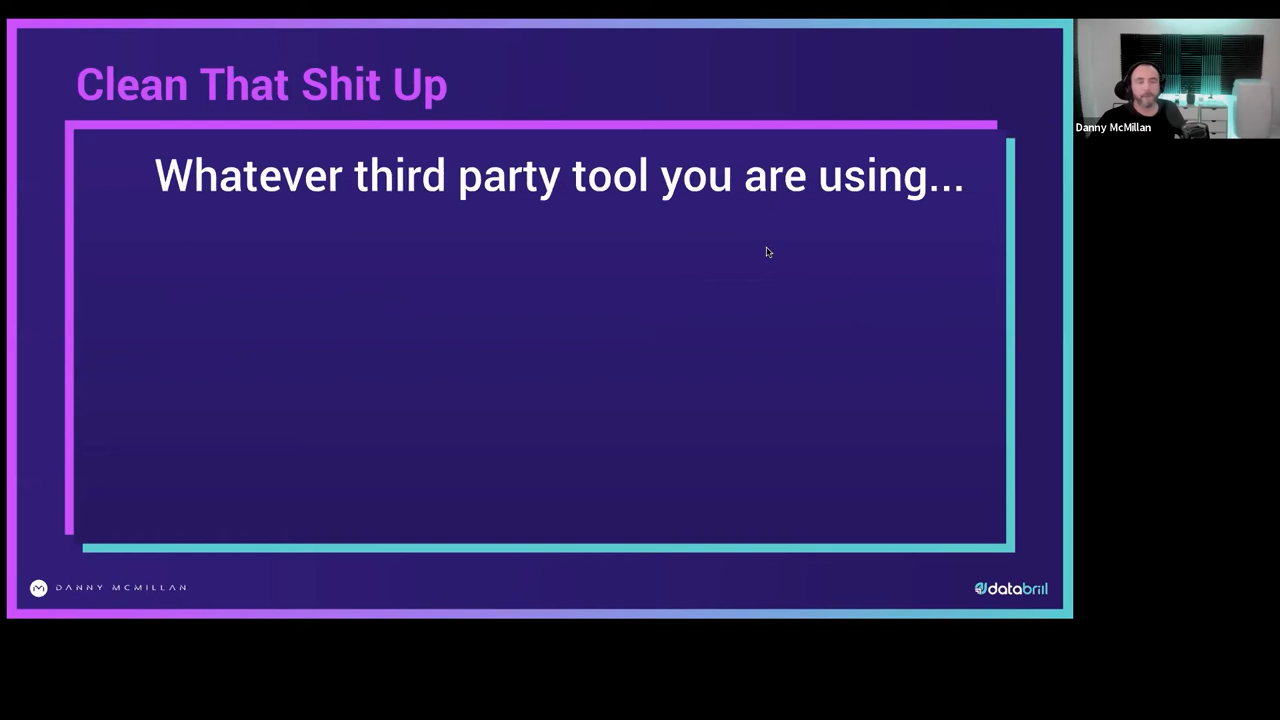 Clean That Shit Up
Danny McMillan
Whatever third party tool you are using...
DANNY MCMILLAN
databrill